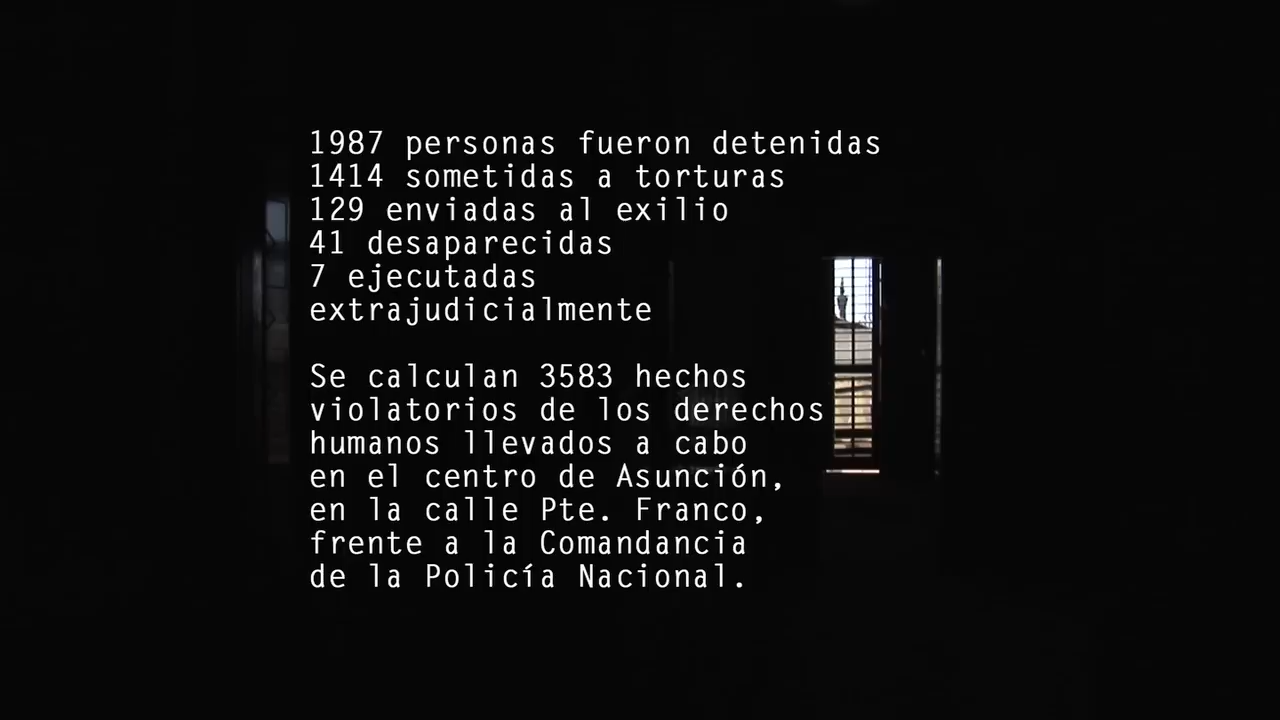 1987 personas fueron detenidas
1414 sometidas a torturas
129 enviadas al exilio
41 desaparecidas
7 ejecutadas
extrajudicialmente
Se calculan 3583 hechos
violatorios de los derechos
humanos llevados a cabo
en el centro de Asunción,
en la calle Pte. Franco,
frente a la Comandancia
de la Policía Nacional.